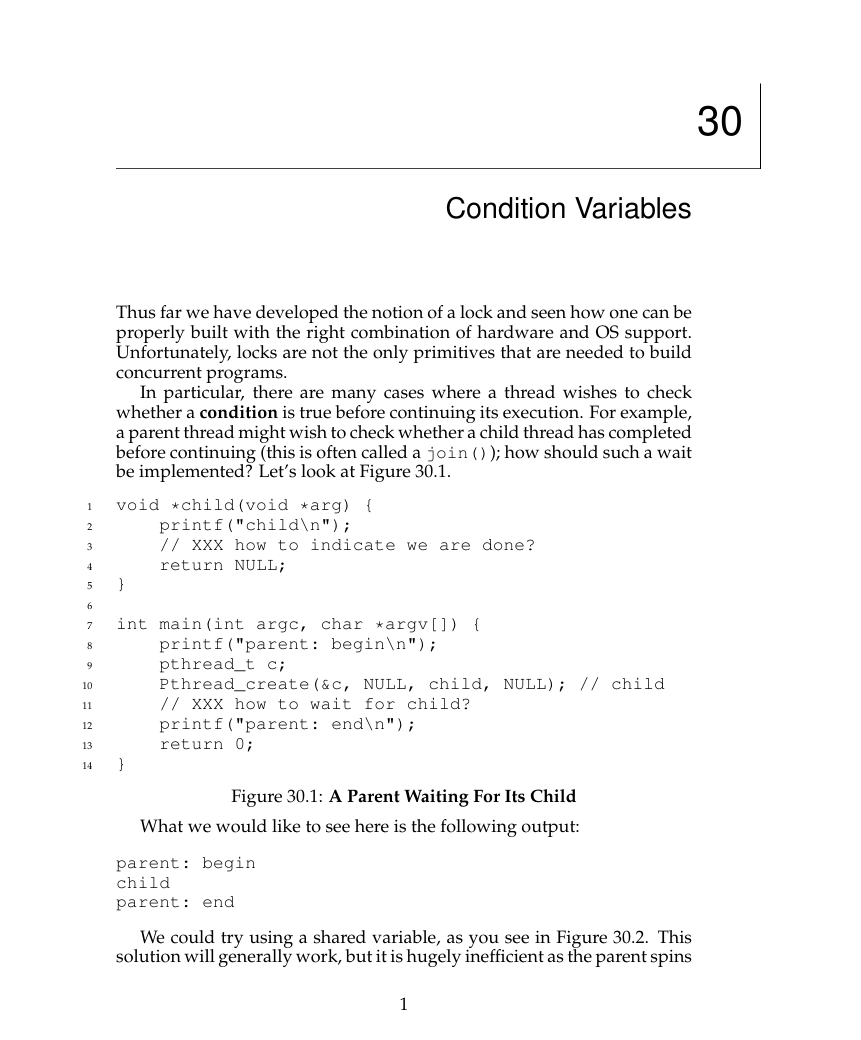 30
Condition Variables
Thus far we have developed the notion of a lock and seen how one can be
properly built with the right combination of hardware and OS support.
Unfortunately, locks are not the only primitives that are needed to build
concurrent programs.
In particular, there are many cases where a thread wishes to check
whether a condition is true before continuing its execution. For example,
a parent thread might wish to check whether a child thread has completed
before continuing (this is often called a join()); how should such a wait
be implemented? Let's look at Figure 30.1.
1 void *child(void *arg) {
2     printf("child\n");
3     // XXX how to indicate we are done?
4     return NULL;
5 }
6
7 int main(int argc, char *argv[]) {
8     printf("parent: begin\n");
9     pthread_t c;
10     Pthread_create(&c, NULL, child, NULL); // child
11     // XXX how to wait for child?
12     printf("parent: end\n");
13     return 0;
14 }
Figure 30.1: A Parent Waiting For Its Child
What we would like to see here is the following output:
parent: begin
child
parent: end
We could try using a shared variable, as you see in Figure 30.2. This
solution will generally work, but it is hugely inefficient as the parent spins
1